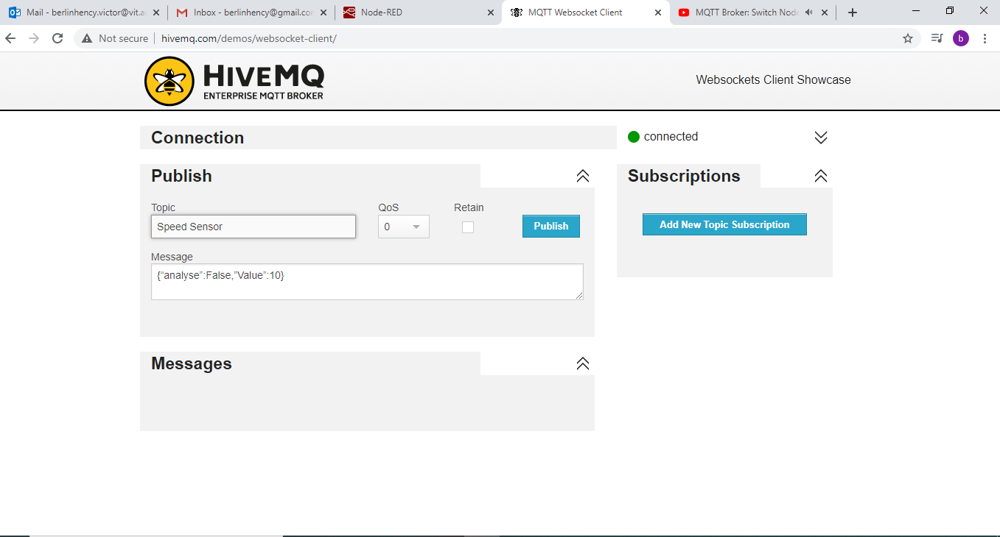 Mail - berlinhency.victor@vit.a
Inbox - berlinhency@gmail.co
Node-RED
MQTT Websocket Client
MQTT Broker: Switch Node
Not secure
hivemq.com/demos/websocket-client/
b
HIVEMQ
ENTERPRISE MQTT BROKER
Websockets Client Showcase
Connection
connected
Publish
Subscriptions
Topic
QoS
Retain
Speed Sensor
0
Publish
Add New Topic Subscription
Message
{“analyse”:False,”Value”:10}
Messages